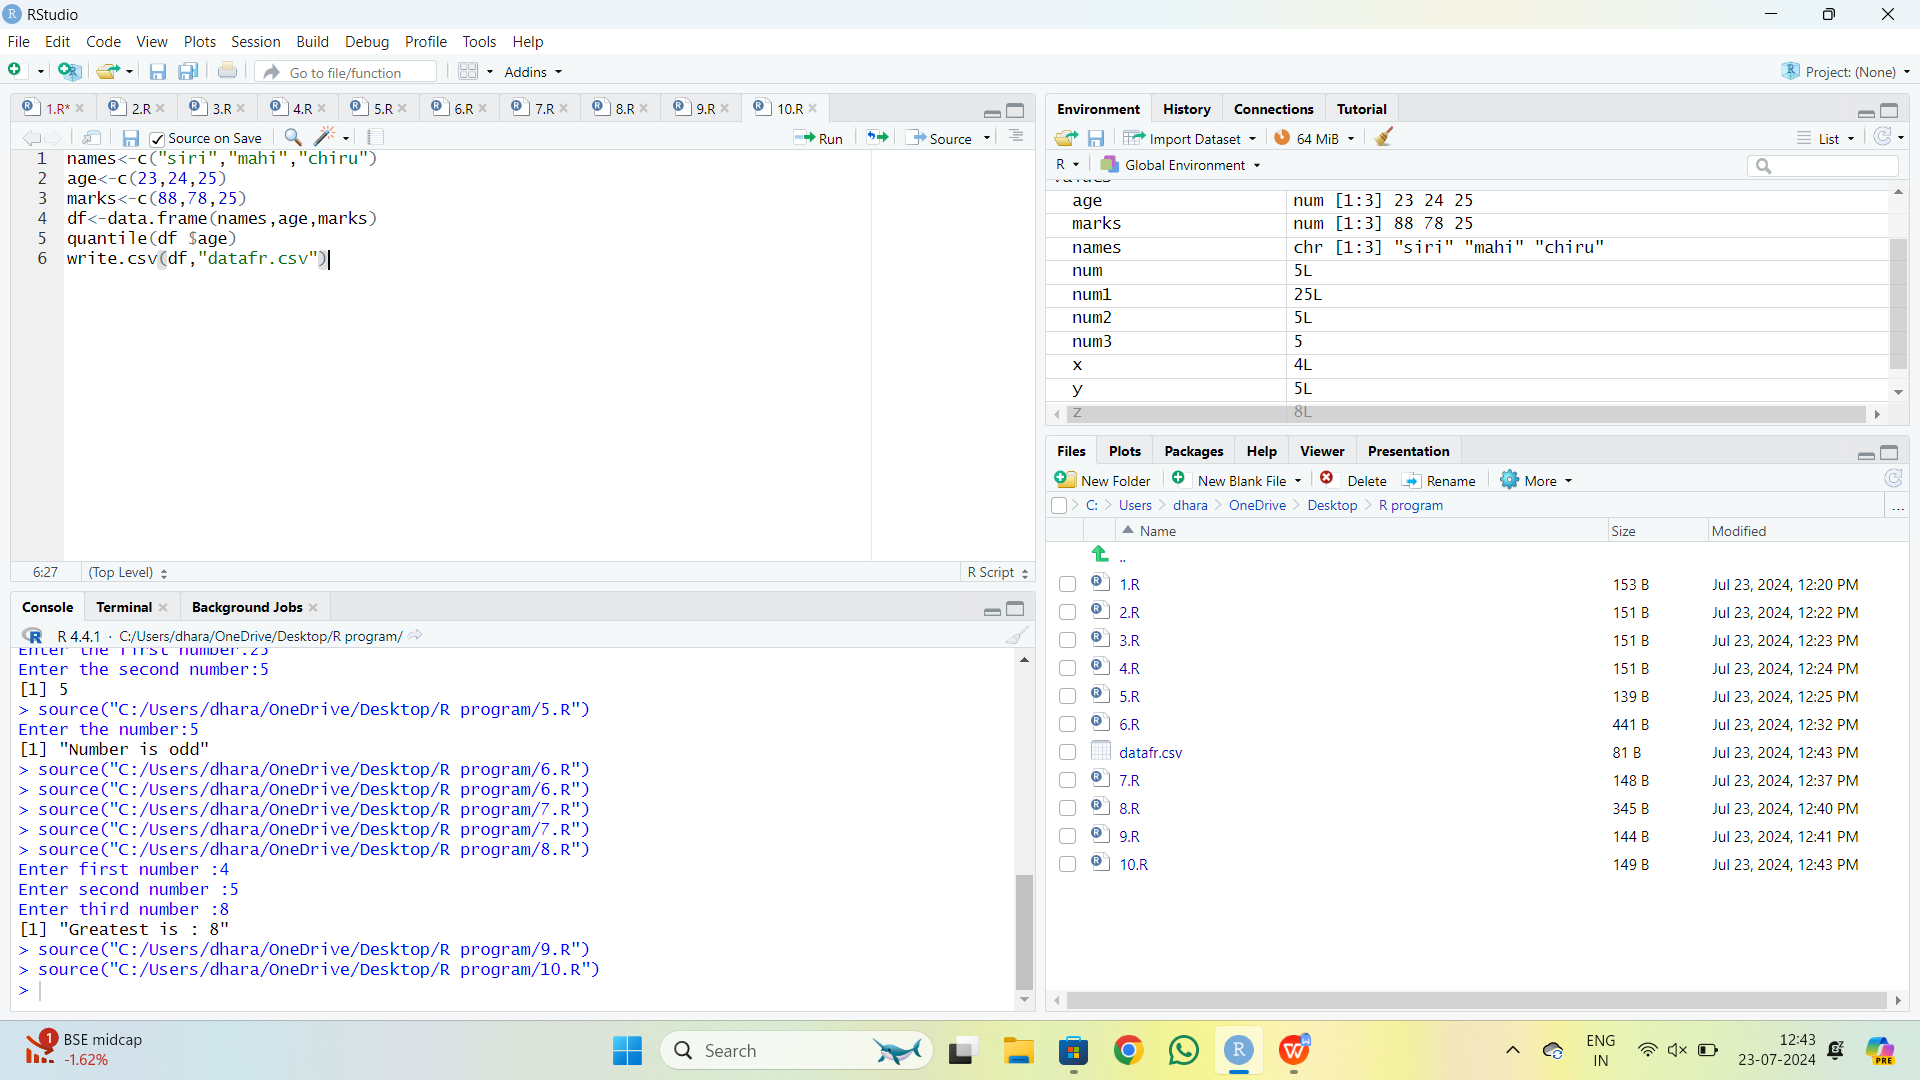 RStudio
File Edit Code View Plots Session Build Debug Profile Tools Help
Go to file/function Addins Project: (None)
1.R* 2.R 3.R 4.R 5.R 6.R 7.R 8.R 9.R 10.R
Source on Save Run Source
1 names<-c("siri","mahi","chiru")
2 age<-c(23,24,25)
3 marks<-c(88,78,25)
4 df<-data.frame(names,age,marks)
5 quantile(df $age)
6 write.csv(df,"datafr.csv")
6:27 (Top Level) R Script
Console Terminal Background Jobs
R 4.4.1 · C:/Users/dhara/OneDrive/Desktop/R program/
Enter the first number:25
Enter the second number:5
[1] 5
> source("C:/Users/dhara/OneDrive/Desktop/R program/5.R")
Enter the number:5
[1] "Number is odd"
> source("C:/Users/dhara/OneDrive/Desktop/R program/6.R")
> source("C:/Users/dhara/OneDrive/Desktop/R program/6.R")
> source("C:/Users/dhara/OneDrive/Desktop/R program/7.R")
> source("C:/Users/dhara/OneDrive/Desktop/R program/7.R")
> source("C:/Users/dhara/OneDrive/Desktop/R program/8.R")
Enter first number :4
Enter second number :5
Enter third number :8
[1] "Greatest is : 8"
> source("C:/Users/dhara/OneDrive/Desktop/R program/9.R")
> source("C:/Users/dhara/OneDrive/Desktop/R program/10.R")
>
Environment History Connections Tutorial
Import Dataset 64 MiB List
R Global Environment
values
age num [1:3] 23 24 25
marks num [1:3] 88 78 25
names chr [1:3] "siri" "mahi" "chiru"
num 5L
num1 25L
num2 5L
num3 5
x 4L
y 5L
z 8L
Files Plots Packages Help Viewer Presentation
New Folder New Blank File Delete Rename More
C: Users dhara OneDrive Desktop R program ...
Name Size Modified
..
1.R 153 B Jul 23, 2024, 12:20 PM
2.R 151 B Jul 23, 2024, 12:22 PM
3.R 151 B Jul 23, 2024, 12:23 PM
4.R 151 B Jul 23, 2024, 12:24 PM
5.R 139 B Jul 23, 2024, 12:25 PM
6.R 441 B Jul 23, 2024, 12:32 PM
datafr.csv 81 B Jul 23, 2024, 12:43 PM
7.R 148 B Jul 23, 2024, 12:37 PM
8.R 345 B Jul 23, 2024, 12:40 PM
9.R 144 B Jul 23, 2024, 12:41 PM
10.R 149 B Jul 23, 2024, 12:43 PM
1 BSE midcap
-1.62%
Search
ENG
IN
12:43
23-07-2024
PRE